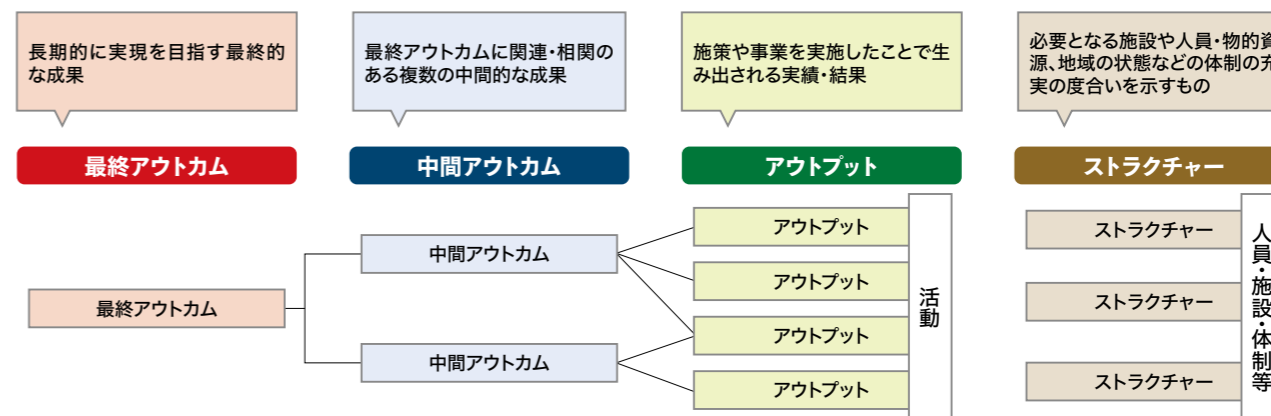 長期的に実現を目指す最終的
な成果
最終アウトカムに関連・相関の
ある複数の中間的な成果
施策や事業を実施したことで生
み出される実績・結果
必要となる施設や人員・物的資
源、地域の状態などの体制の充
実の度合いを示すもの
最終アウトカム
中間アウトカム
アウトプット
ストラクチャー
最終アウトカム
中間アウトカム
中間アウトカム
アウトプット
アウトプット
アウトプット
アウトプット
活動
ストラクチャー
ストラクチャー
ストラクチャー
人員・施設・体制等